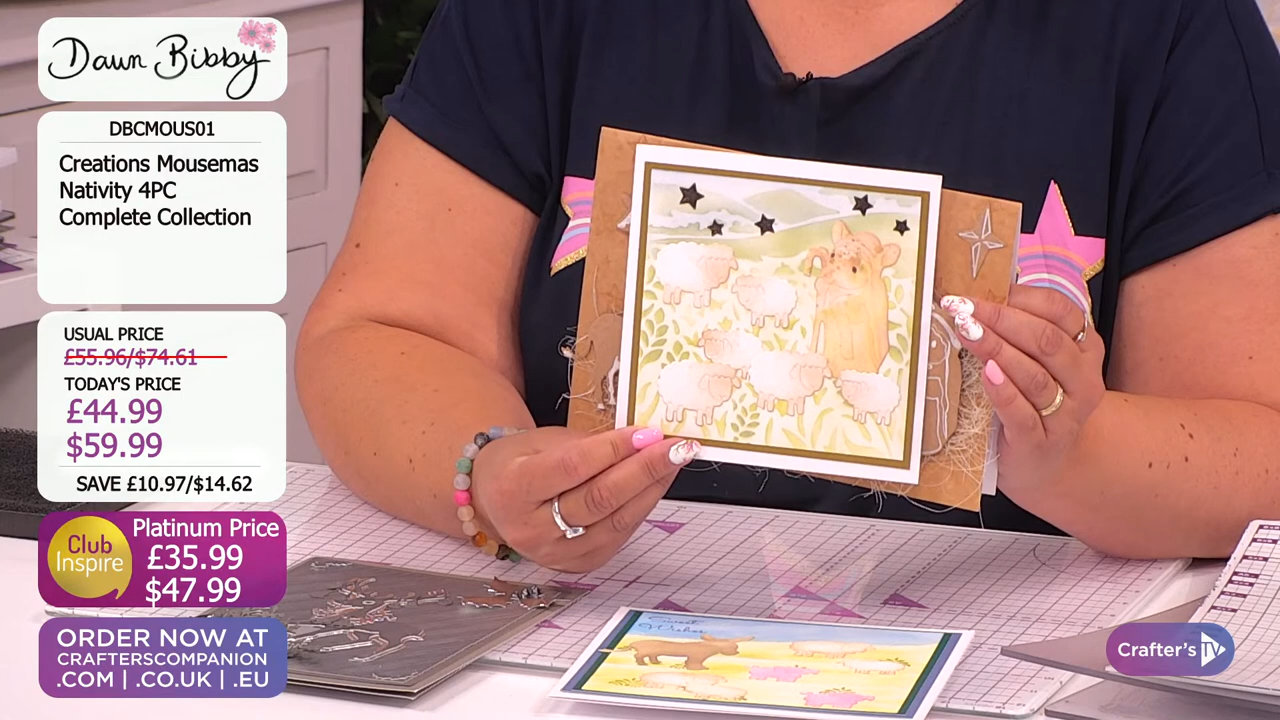 Dawn Bibby
DBCMOUS01
Creations Mousemas
Nativity 4PC
Complete Collection
USUAL PRICE
£55.96/$74.61
TODAY'S PRICE
£44.99
$59.99
SAVE £10.97/$14.62
Club
Inspire
Platinum Price
£35.99
$47.99
ORDER NOW AT
CRAFTERSCOMPANION
.COM | .CO.UK | .EU
Sweet
Wishes
Crafter's TV